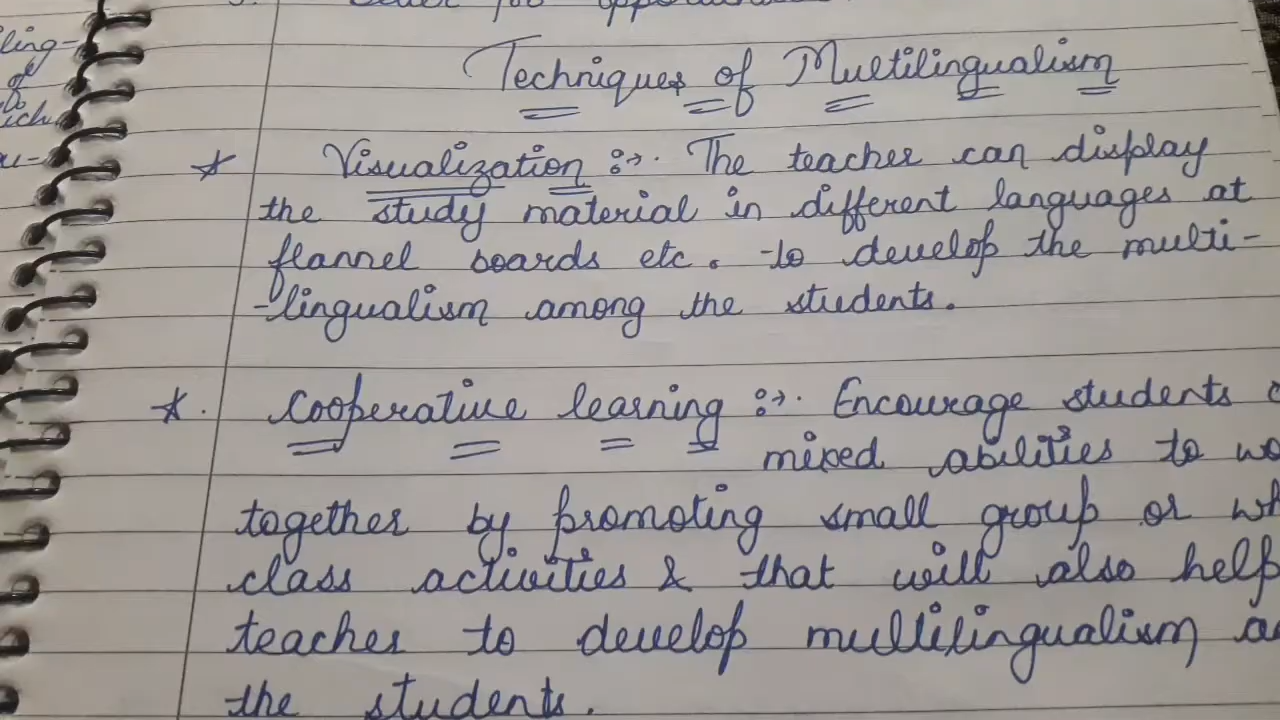 Techniques of Multilingualism
* Visualization :→. The teacher can display
the study material in different languages at
flannel boards etc. to develop the multi-
-lingualism among the students.
*. Cooperative learning :→. Encourage students
mixed abilities to
together by promoting small group or
class activities & that will also help
teacher to develop multilingualism
the students.